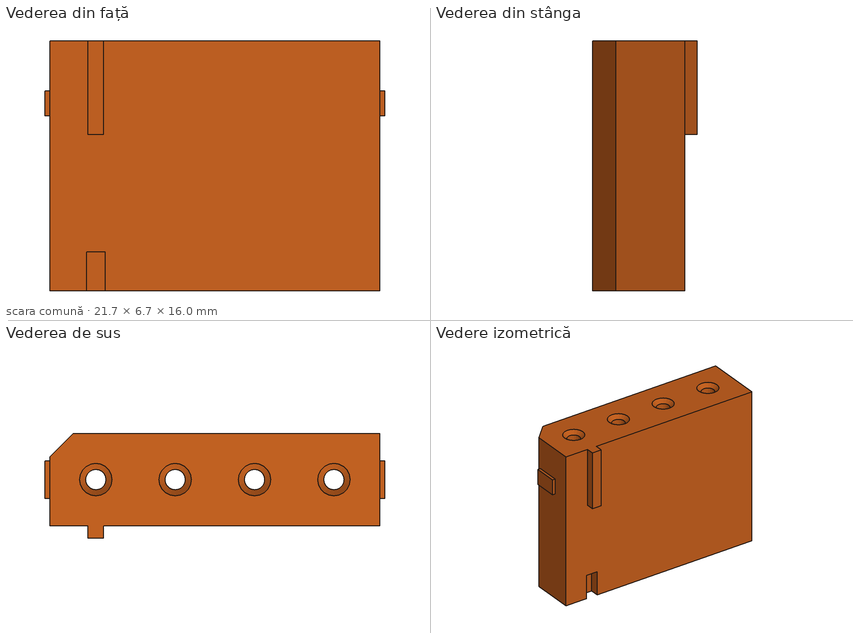 Vederea din față
Vederea din stânga
scara comună · 21.7 × 6.7 × 16.0 mm
Vederea de sus
Vedere izometrică